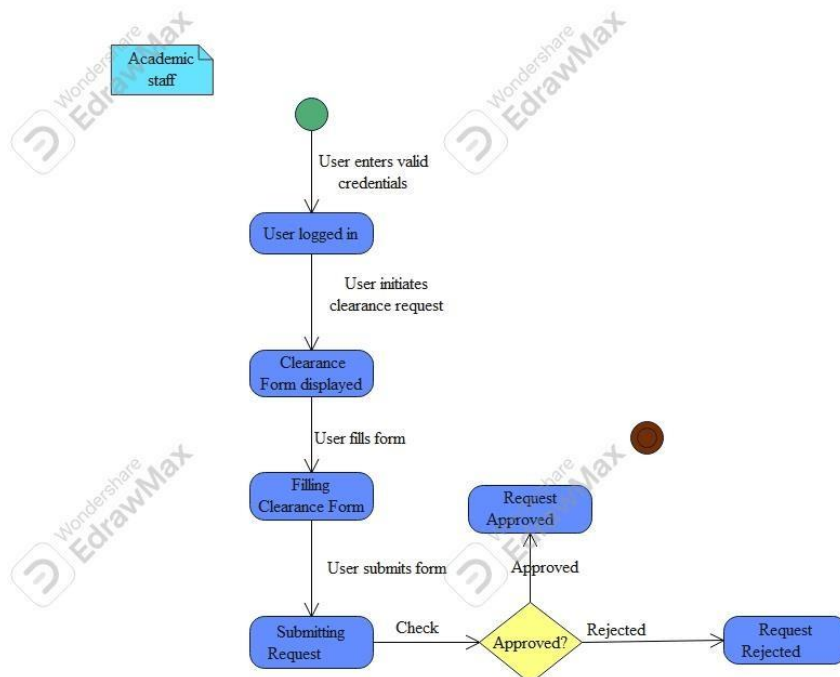 Academic
staff
User enters valid
credentials
User logged in
User initiates
clearance request
Clearance
Form displayed
User fills form
Filling
Clearance Form
Request
Approved
User submits form
Approved
Submitting
Request
Check
Approved?
Rejected
Request
Rejected
Wondershare
EdrawMax
Wondershare
EdrawMax
Wondershare
EdrawMax
Wondershare
EdrawMax